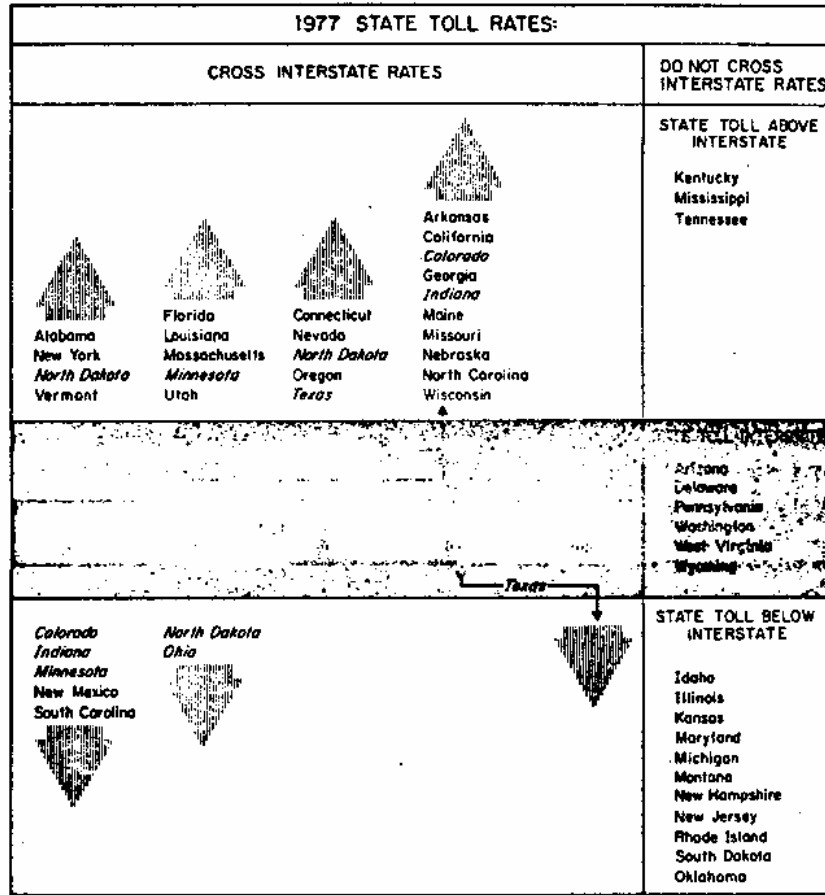 1977 STATE TOLL RATES:
CROSS INTERSTATE RATES
DO NOT CROSS
INTERSTATE RATES
STATE TOLL ABOVE
INTERSTATE
Kentucky
Mississippi
Tennessee
Alabama
New York
North Dakota
Vermont
Florida
Louisiana
Massachusetts
Minnesota
Utah
Connecticut
Nevada
North Dakota
Oregon
Texas
Arkansas
California
Colorado
Georgia
Indiana
Maine
Missouri
Nebraska
North Carolina
Wisconsin
TOLL
Arizona
Delaware
Pennsylvania
Washington
West Virginia
Wyoming
Texas
Colorado
Indiana
Minnesota
New Mexico
South Carolina
North Dakota
Ohio
STATE TOLL BELOW
INTERSTATE
Idaho
Illinois
Kansas
Maryland
Michigan
Montana
New Hampshire
New Jersey
Rhode Island
South Dakota
Oklahoma